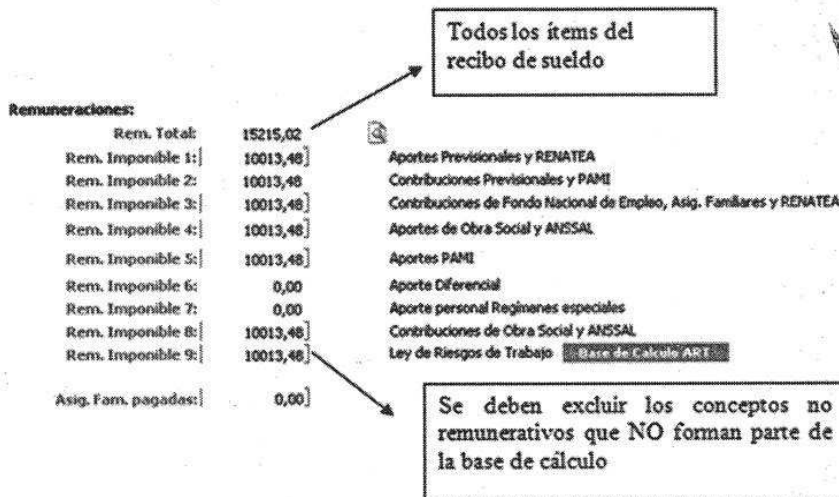 Todos los ítems del
recibo de sueldo
Remuneraciones:
Rem. Total: 15215,02
Rem. Imponible 1: 10013,48 Aportes Previsionales y RENATEA
Rem. Imponible 2: 10013,48 Contribuciones Previsionales y PAMI
Rem. Imponible 3: 10013,48 Contribuciones de Fondo Nacional de Empleo, Asig. Familiares y RENATEA
Rem. Imponible 4: 10013,48 Aportes de Obra Social y ANSSAL
Rem. Imponible 5: 10013,48 Aportes PAMI
Rem. Imponible 6: 0,00 Aporte Diferencial
Rem. Imponible 7: 0,00 Aporte personal Regímenes especiales
Rem. Imponible 8: 10013,48 Contribuciones de Obra Social y ANSSAL
Rem. Imponible 9: 10013,48 Ley de Riesgos de Trabajo Base de Calculo ART
Asig. Fam. pagadas: 0,00
Se deben excluir los conceptos no
remunerativos que NO forman parte de
la base de cálculo